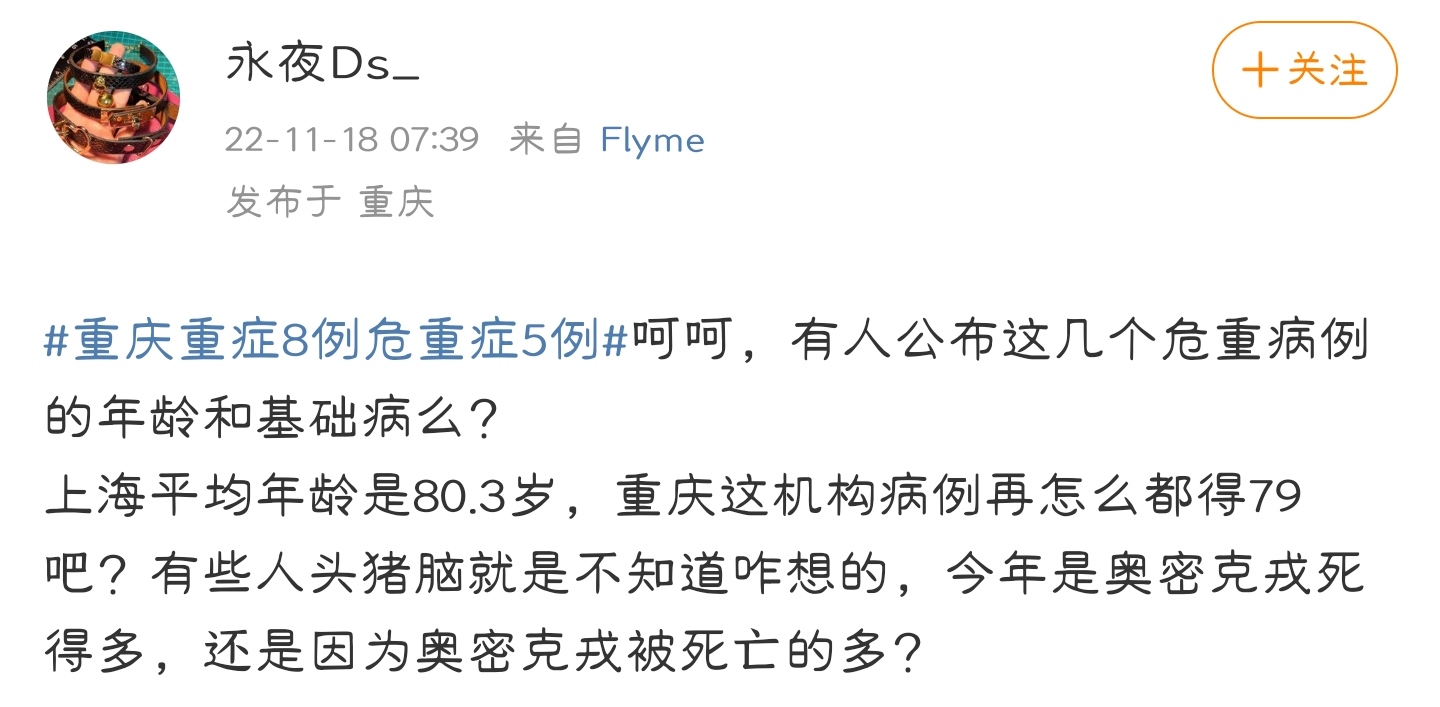 永夜Ds_
+关注
22-11-18 07:39 来自 Flyme
发布于 重庆
#重庆重症8例危重症5例#呵呵，有人公布这几个危重病例
的年龄和基础病么？
上海平均年龄是80.3岁，重庆这机构病例再怎么都得79
吧？有些人头猪脑就是不知道咋想的，今年是奥密克戎死
得多，还是因为奥密克戎被死亡的多？